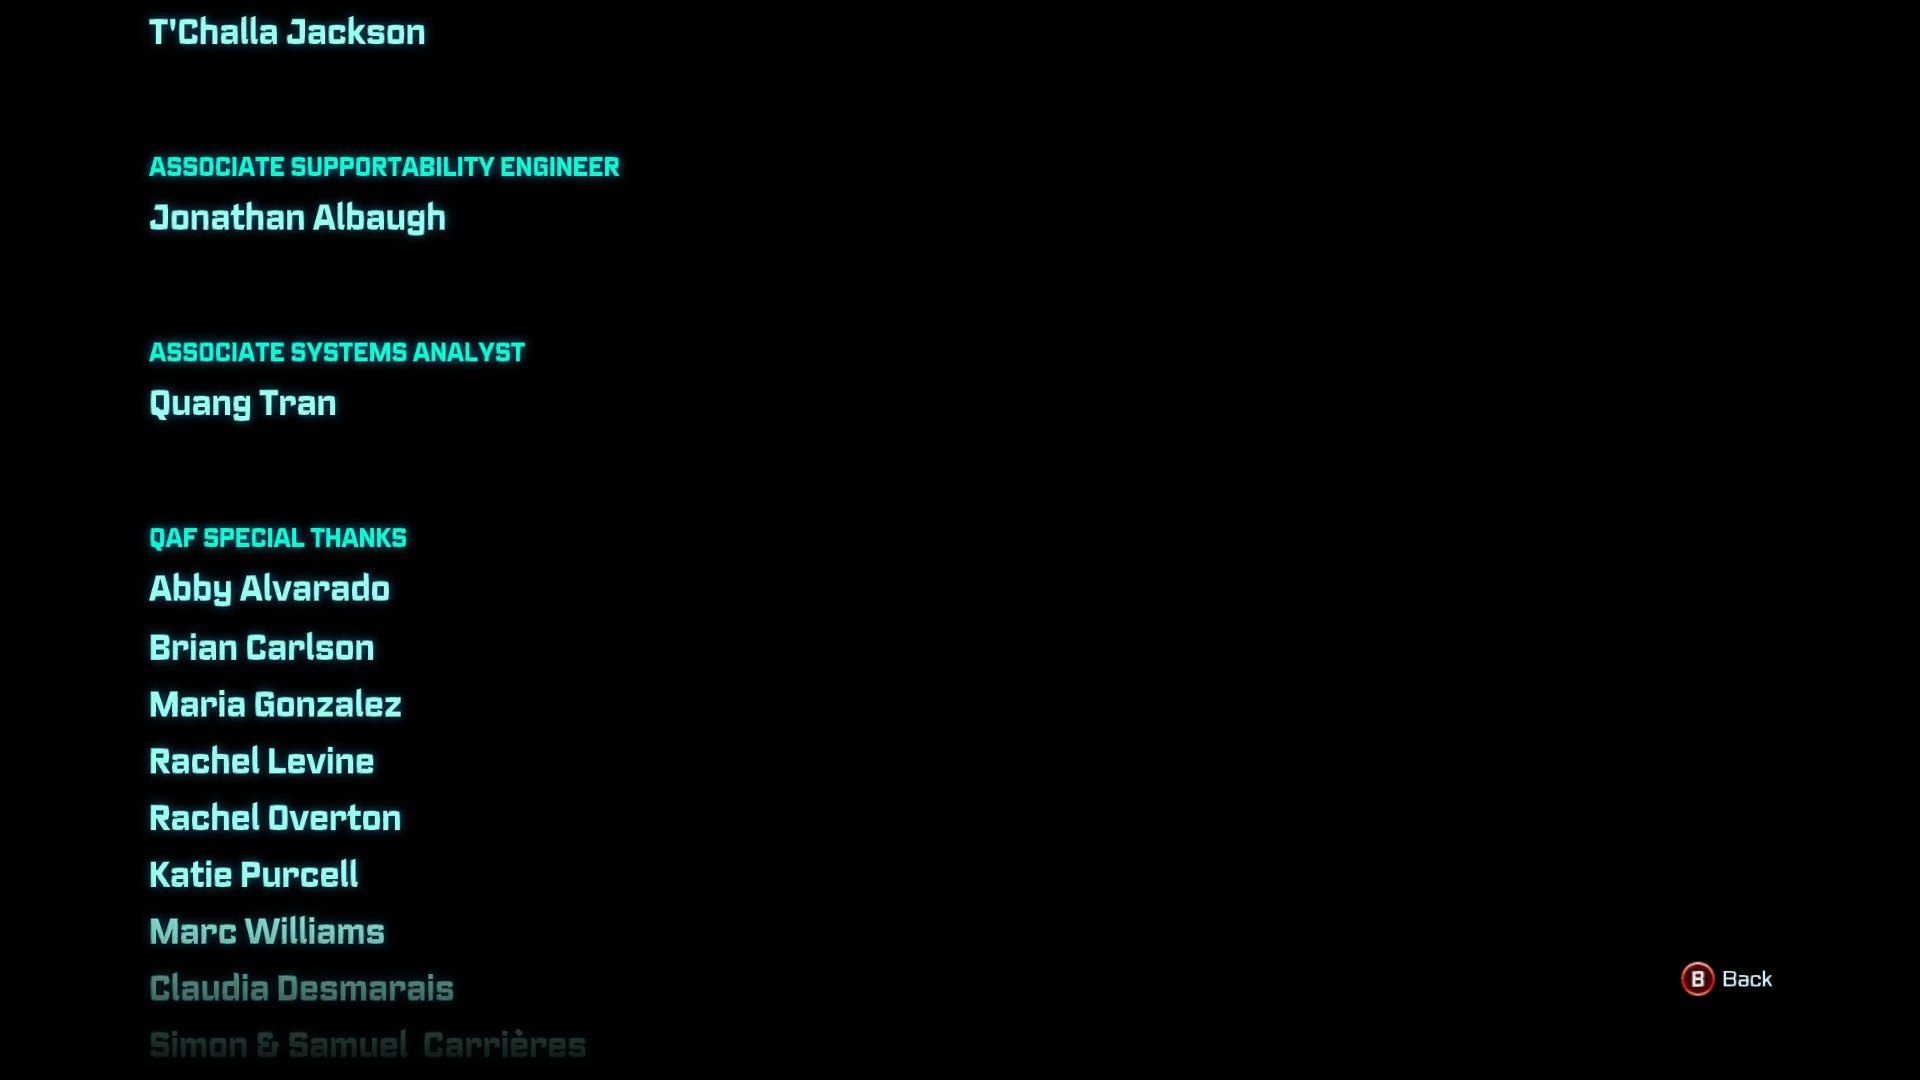 T'Challa Jackson
ASSOCIATE SUPPORTABILITY ENGINEER
Jonathan Albaugh
ASSOCIATE SYSTEMS ANALYST
Quang Tran
QAF SPECIAL THANKS
Abby Alvarado
Brian Carlson
Maria Gonzalez
Rachel Levine
Rachel Overton
Katie Purcell
Marc Williams
Claudia Desmarais
B Back
Simon & Samuel Carrières